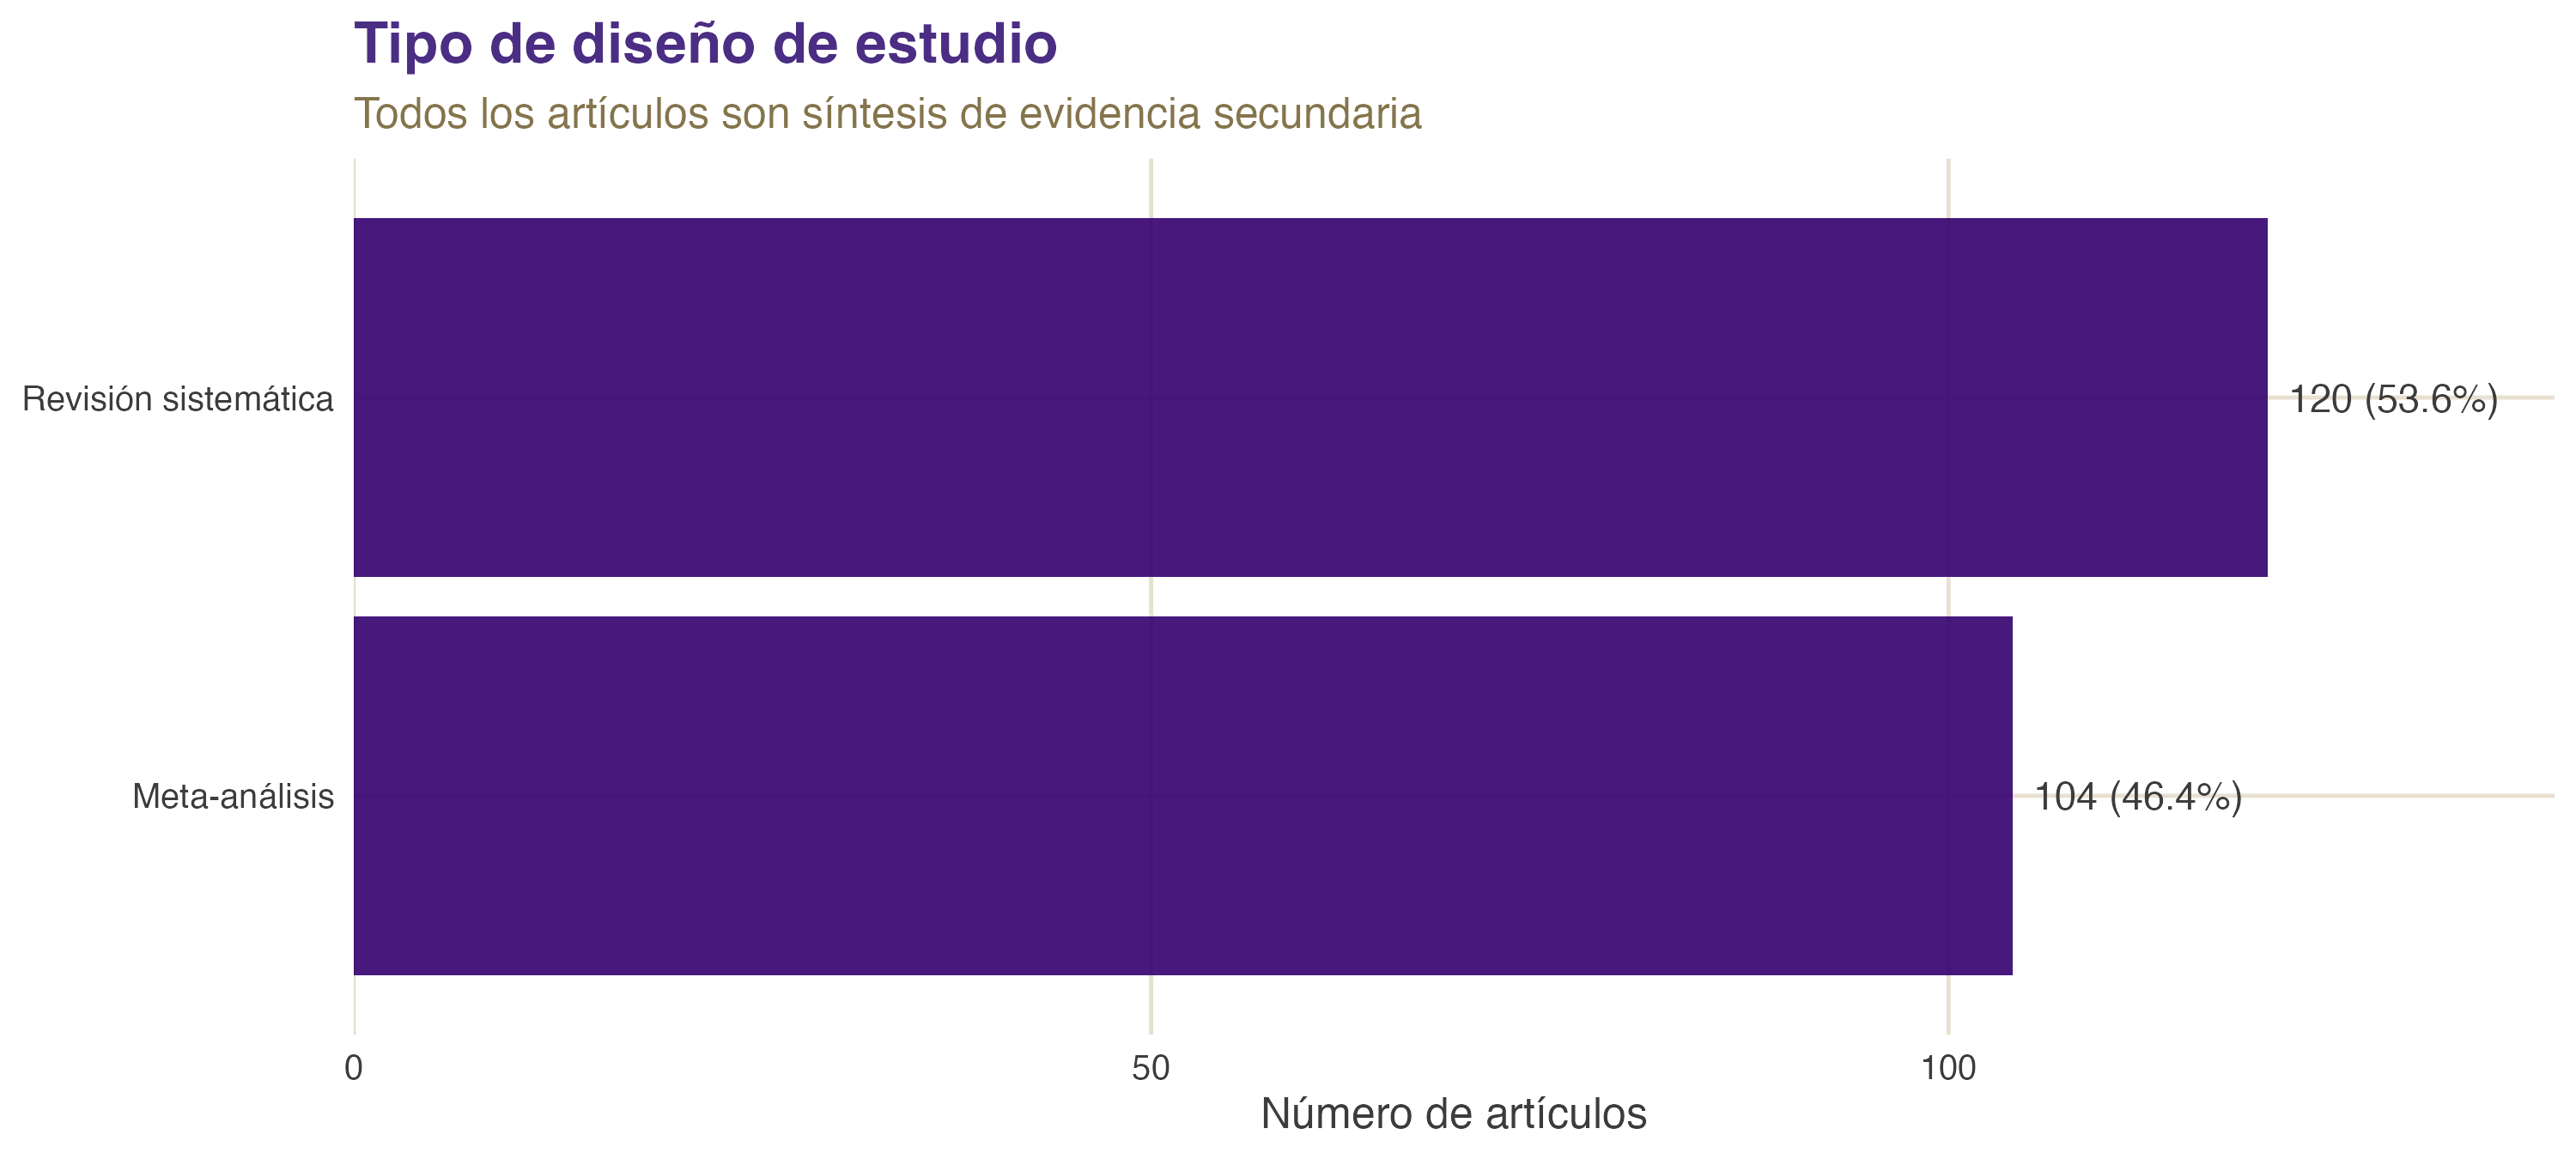 Tipo de diseño de estudio
Todos los artículos son síntesis de evidencia secundaria
Revisión sistemática
120 (53.6%)
Meta-análisis
104 (46.4%)
0
50
100
Número de artículos